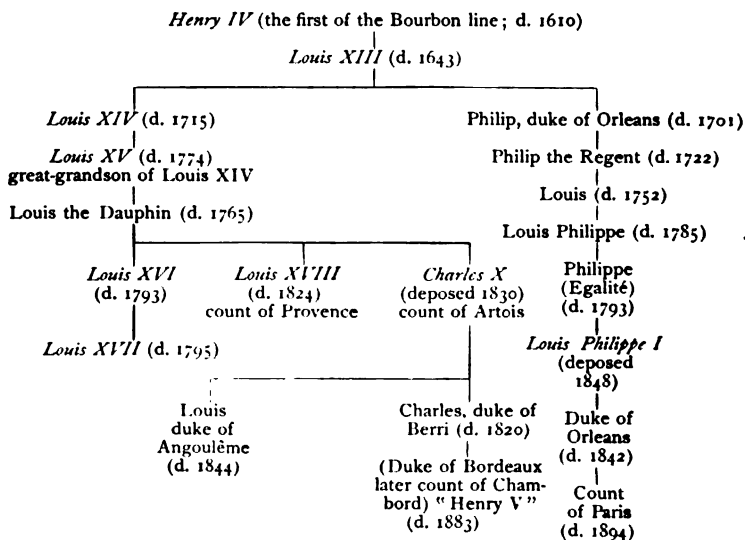 Henry IV (the first of the Bourbon line; d. 1610)
Louis XIII (d. 1643)
Louis XIV (d. 1715)
Philip, duke of Orleans (d. 1701)
Louis XV (d. 1774)
great-grandson of Louis XIV
Philip the Regent (d. 1722)
Louis (d. 1752)
Louis the Dauphin (d. 1765)
Louis Philippe (d. 1785)
Louis XVI
(d. 1793)
Louis XVIII
(d. 1824)
count of Provence
Charles X
(deposed 1830)
count of Artois
Philippe
(Egalité)
(d. 1793)
Louis XVII (d. 1795)
Louis Philippe I
(deposed
1848)
Louis
duke of
Angoulême
(d. 1844)
Charles, duke of
Berri (d. 1820)
Duke of
Orleans
(d. 1842)
(Duke of Bordeaux
later count of Cham-
bord) “Henry V”
(d. 1883)
Count
of Paris
(d. 1894)